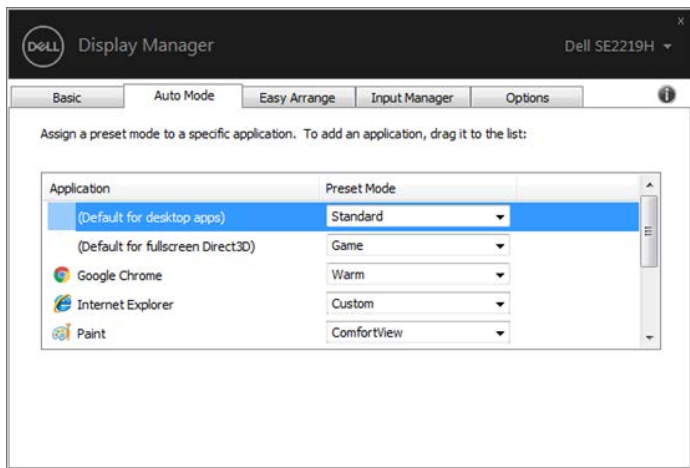 x
DELL Display Manager Dell SE2219H
Basic Auto Mode Easy Arrange Input Manager Options i
Assign a preset mode to a specific application. To add an application, drag it to the list:
Application Preset Mode
(Default for desktop apps) Standard
(Default for fullscreen Direct3D) Game
Google Chrome Warm
Internet Explorer Custom
Paint ComfortView